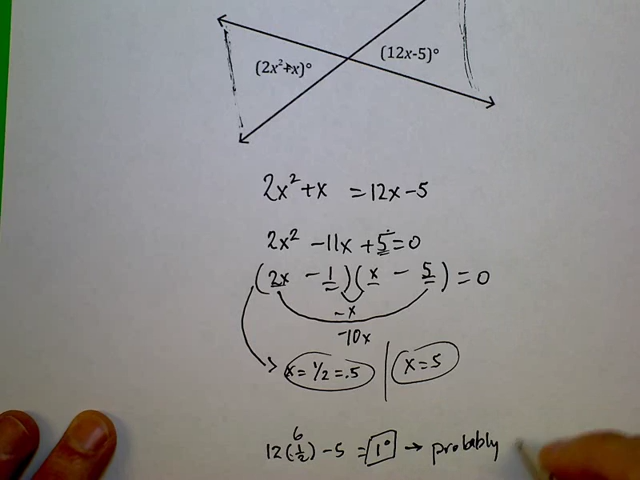 (2x²+x)° (12x-5)°
2x² + x = 12x - 5
2x² - 11x + 5 = 0
(2x - 1)(x - 5) = 0
-x
-10x
x = 1/2 = .5 | x = 5
6
12(1/2) - 5 = 1° → probably